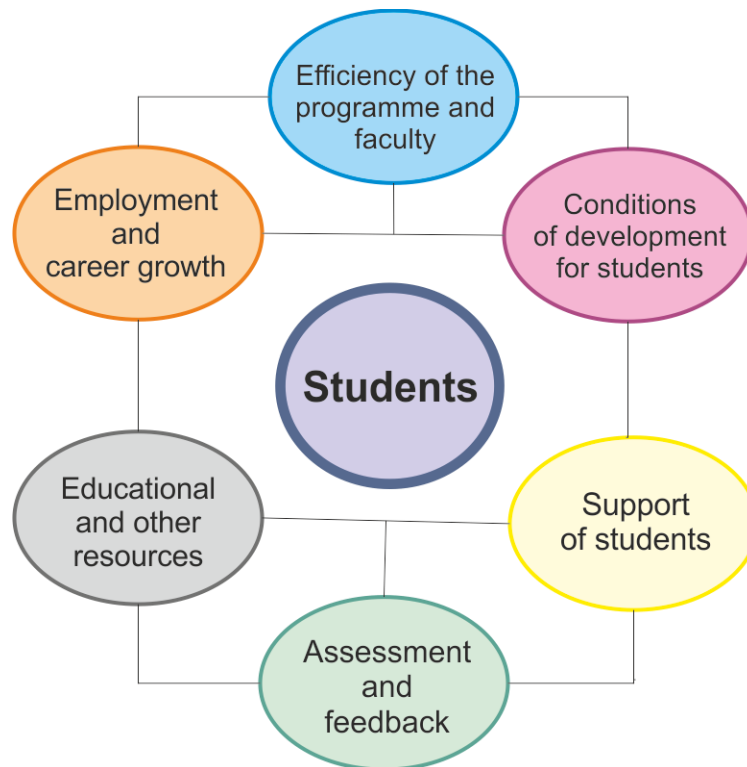 Efficiency of the
programme and
faculty
Employment
and
career growth
Conditions
of development
for students
Students
Educational
and other
resources
Support
of students
Assessment
and
feedback